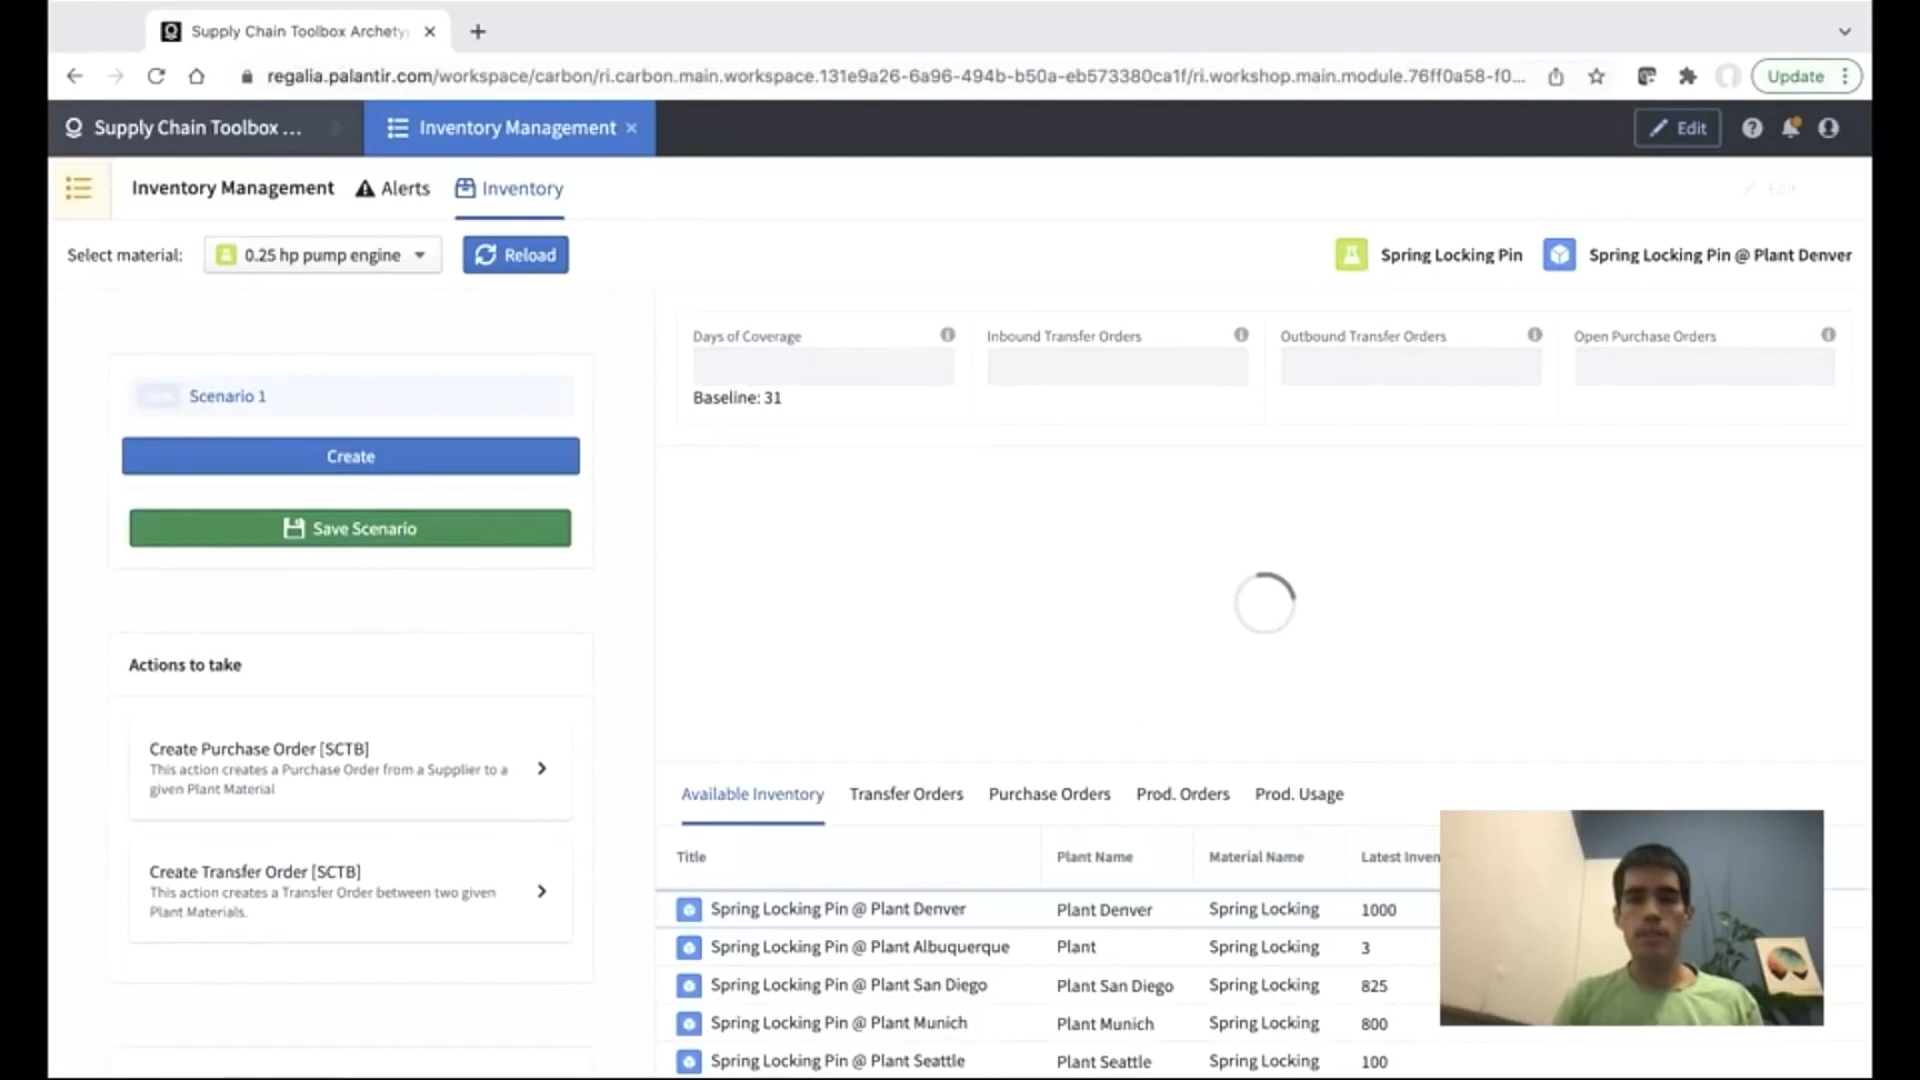 Supply Chain Toolbox Archety
regalia.palantir.com/workspace/carbon/ri.carbon.main.workspace.131e9a26-6a96-494b-b50a-eb573380ca1f/ri.workshop.main.module.76ff0a58-f0...
Update
Supply Chain Toolbox ...
Inventory Management
Edit
Inventory Management
Alerts
Inventory
Edit
Select material:
0.25 hp pump engine
Reload
Spring Locking Pin
Spring Locking Pin @ Plant Denver
Days of Coverage
Inbound Transfer Orders
Outbound Transfer Orders
Open Purchase Orders
Baseline: 31
Scenario 1
Create
Save Scenario
Actions to take
Create Purchase Order [SCTB]
This action creates a Purchase Order from a Supplier to a
given Plant Material
Create Transfer Order [SCTB]
This action creates a Transfer Order between two given
Plant Materials.
Available Inventory
Transfer Orders
Purchase Orders
Prod. Orders
Prod. Usage
Title Plant Name Material Name Latest Inven
Spring Locking Pin @ Plant Denver Plant Denver Spring Locking 1000
Spring Locking Pin @ Plant Albuquerque Plant Spring Locking 3
Spring Locking Pin @ Plant San Diego Plant San Diego Spring Locking 825
Spring Locking Pin @ Plant Munich Plant Munich Spring Locking 800
Spring Locking Pin @ Plant Seattle Plant Seattle Spring Locking 100